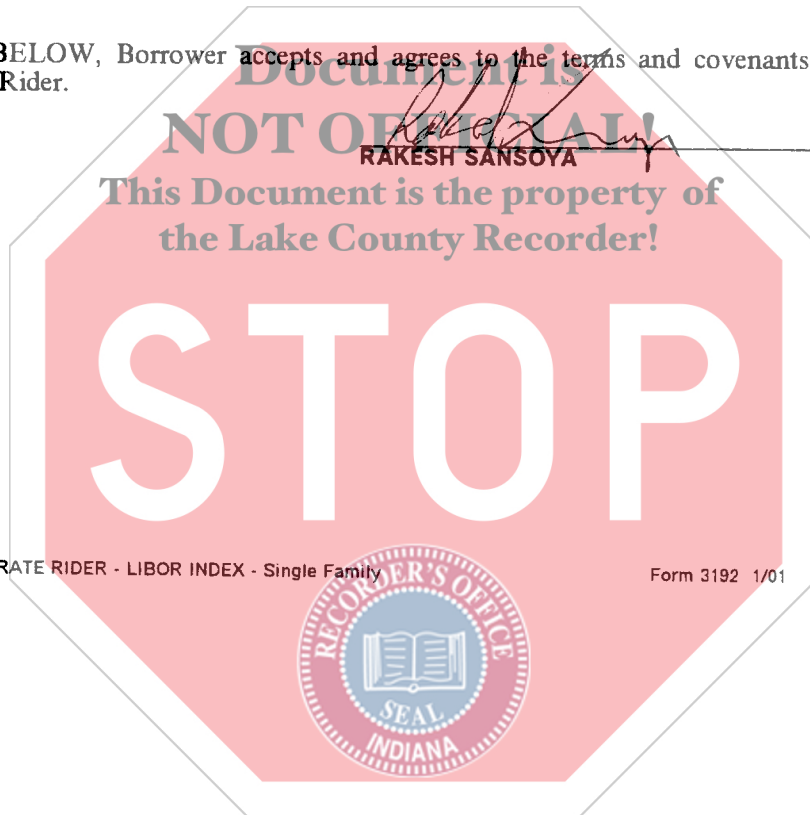 BELOW, Borrower accepts and agrees to the terms and covenants
Rider.
Document is
NOT OFFICIAL!
RAKESH SANSOYA
This Document is the property of
the Lake County Recorder!
STOP
RATE RIDER - LIBOR INDEX - Single Family
Form 3192 1/01
RECORDER'S OFFICE
SEAL
INDIANA